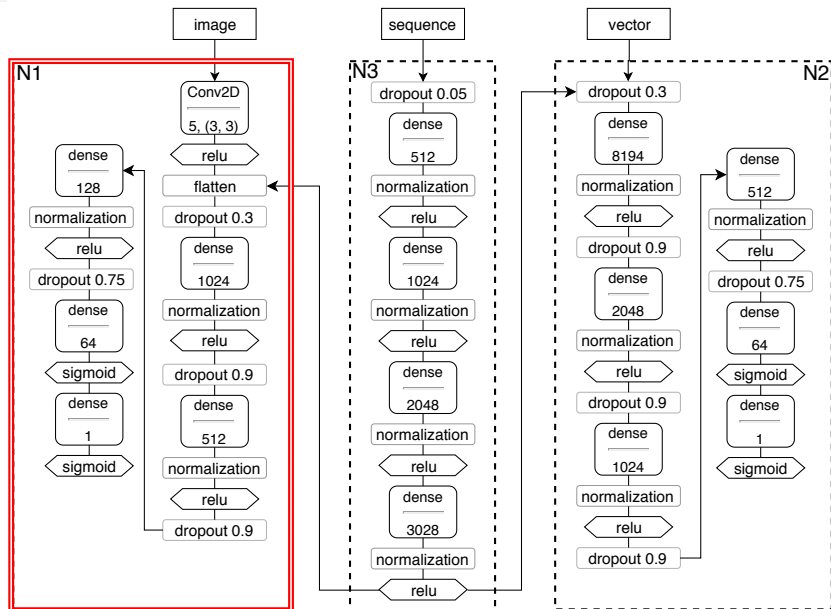 image
sequence
vector
N1
Conv2D
5, (3, 3)
relu
flatten
dropout 0.3
dense
1024
normalization
relu
dropout 0.9
dense
512
normalization
relu
dropout 0.9
dense
128
normalization
relu
dropout 0.75
dense
64
sigmoid
dense
1
sigmoid
N3
dropout 0.05
dense
512
normalization
relu
dense
1024
normalization
relu
dense
2048
normalization
relu
dense
3028
normalization
relu
N2
dropout 0.3
dense
8194
normalization
relu
dropout 0.9
dense
2048
normalization
relu
dropout 0.9
dense
1024
normalization
relu
dropout 0.9
dense
512
normalization
relu
dropout 0.75
dense
64
sigmoid
dense
1
sigmoid